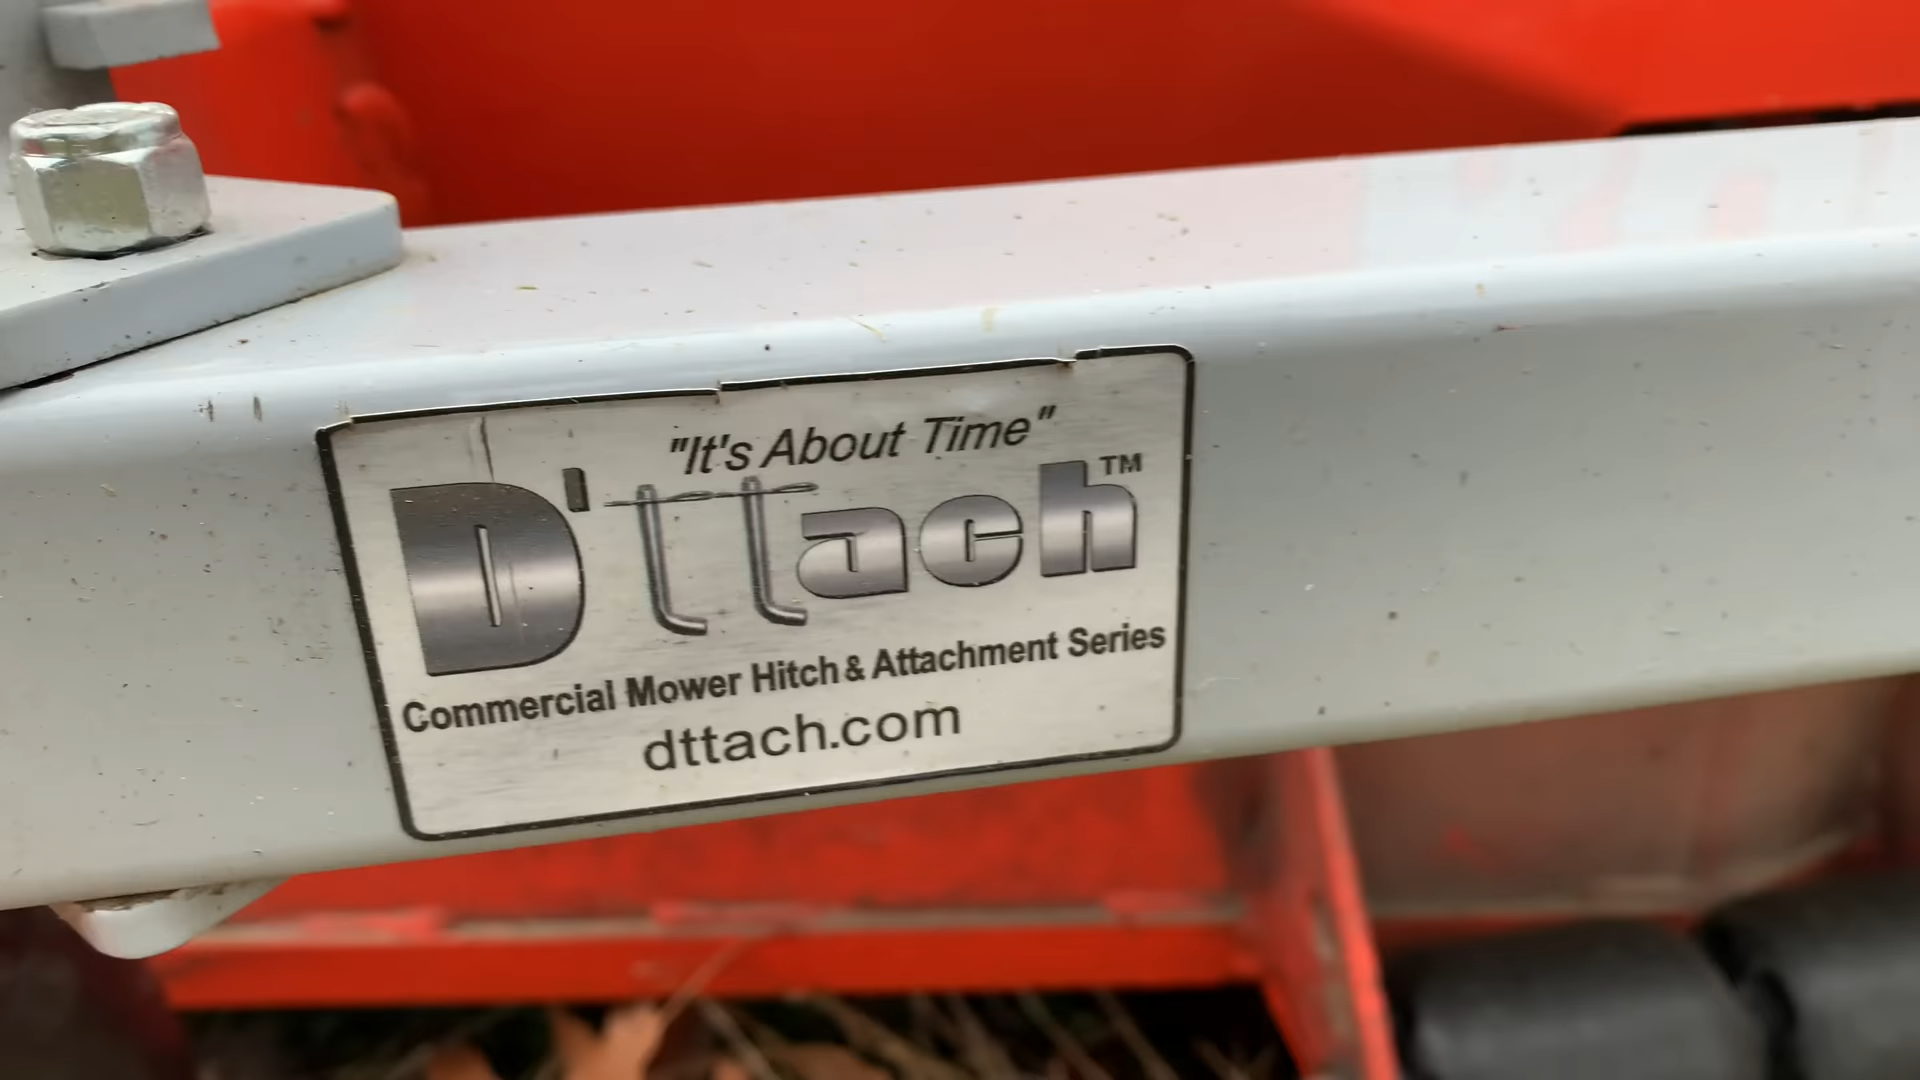 "It's About Time"
D'ttach™
Commercial Mower Hitch & Attachment Series
dttach.com